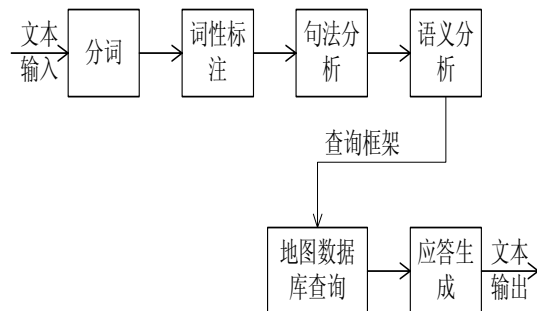 文本
输入
分词
词性标
注
句法分
析
语义分
析
查询框架
地图数据
库查询
应答生
成
文本
输出